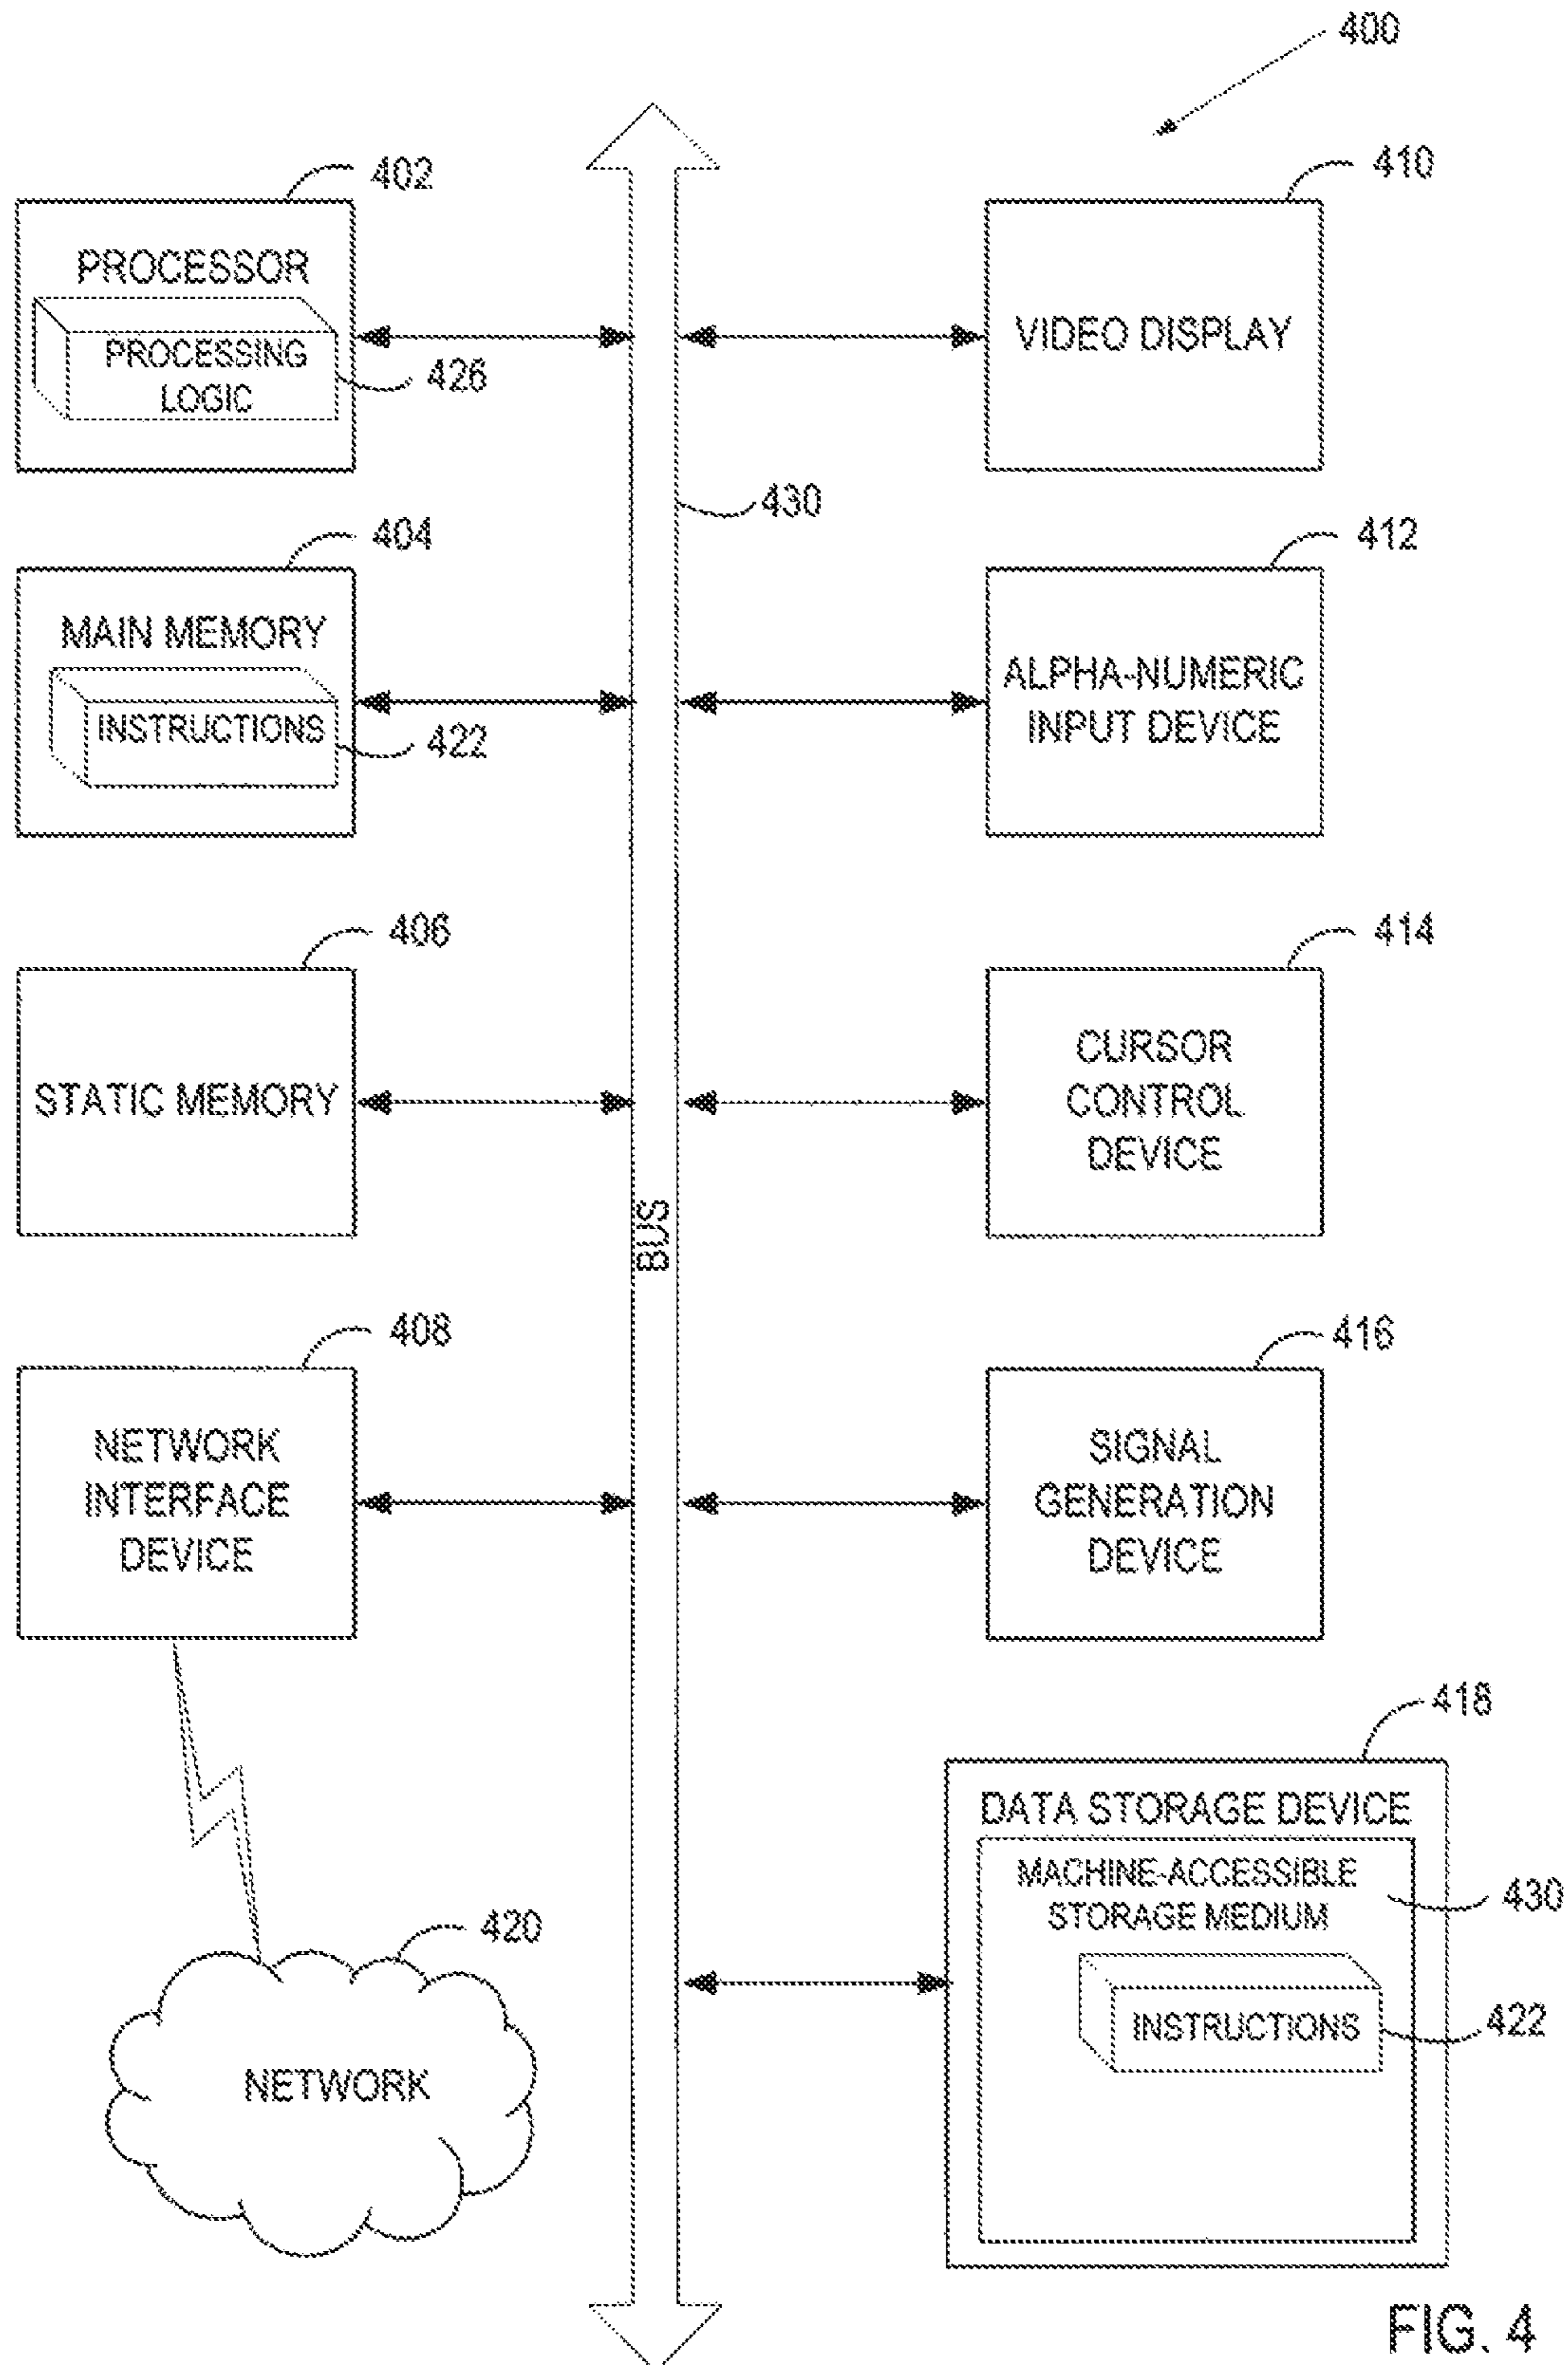 400
402
PROCESSOR
PROCESSING
LOGIC
426
410
VIDEO DISPLAY
430
404
MAIN MEMORY
INSTRUCTIONS
422
412
ALPHA-NUMERIC
INPUT DEVICE
406
STATIC MEMORY
414
CURSOR
CONTROL
DEVICE
BUS
408
NETWORK
INTERFACE
DEVICE
416
SIGNAL
GENERATION
DEVICE
418
DATA STORAGE DEVICE
MACHINE-ACCESSIBLE
STORAGE MEDIUM
430
INSTRUCTIONS
422
420
NETWORK
FIG. 4